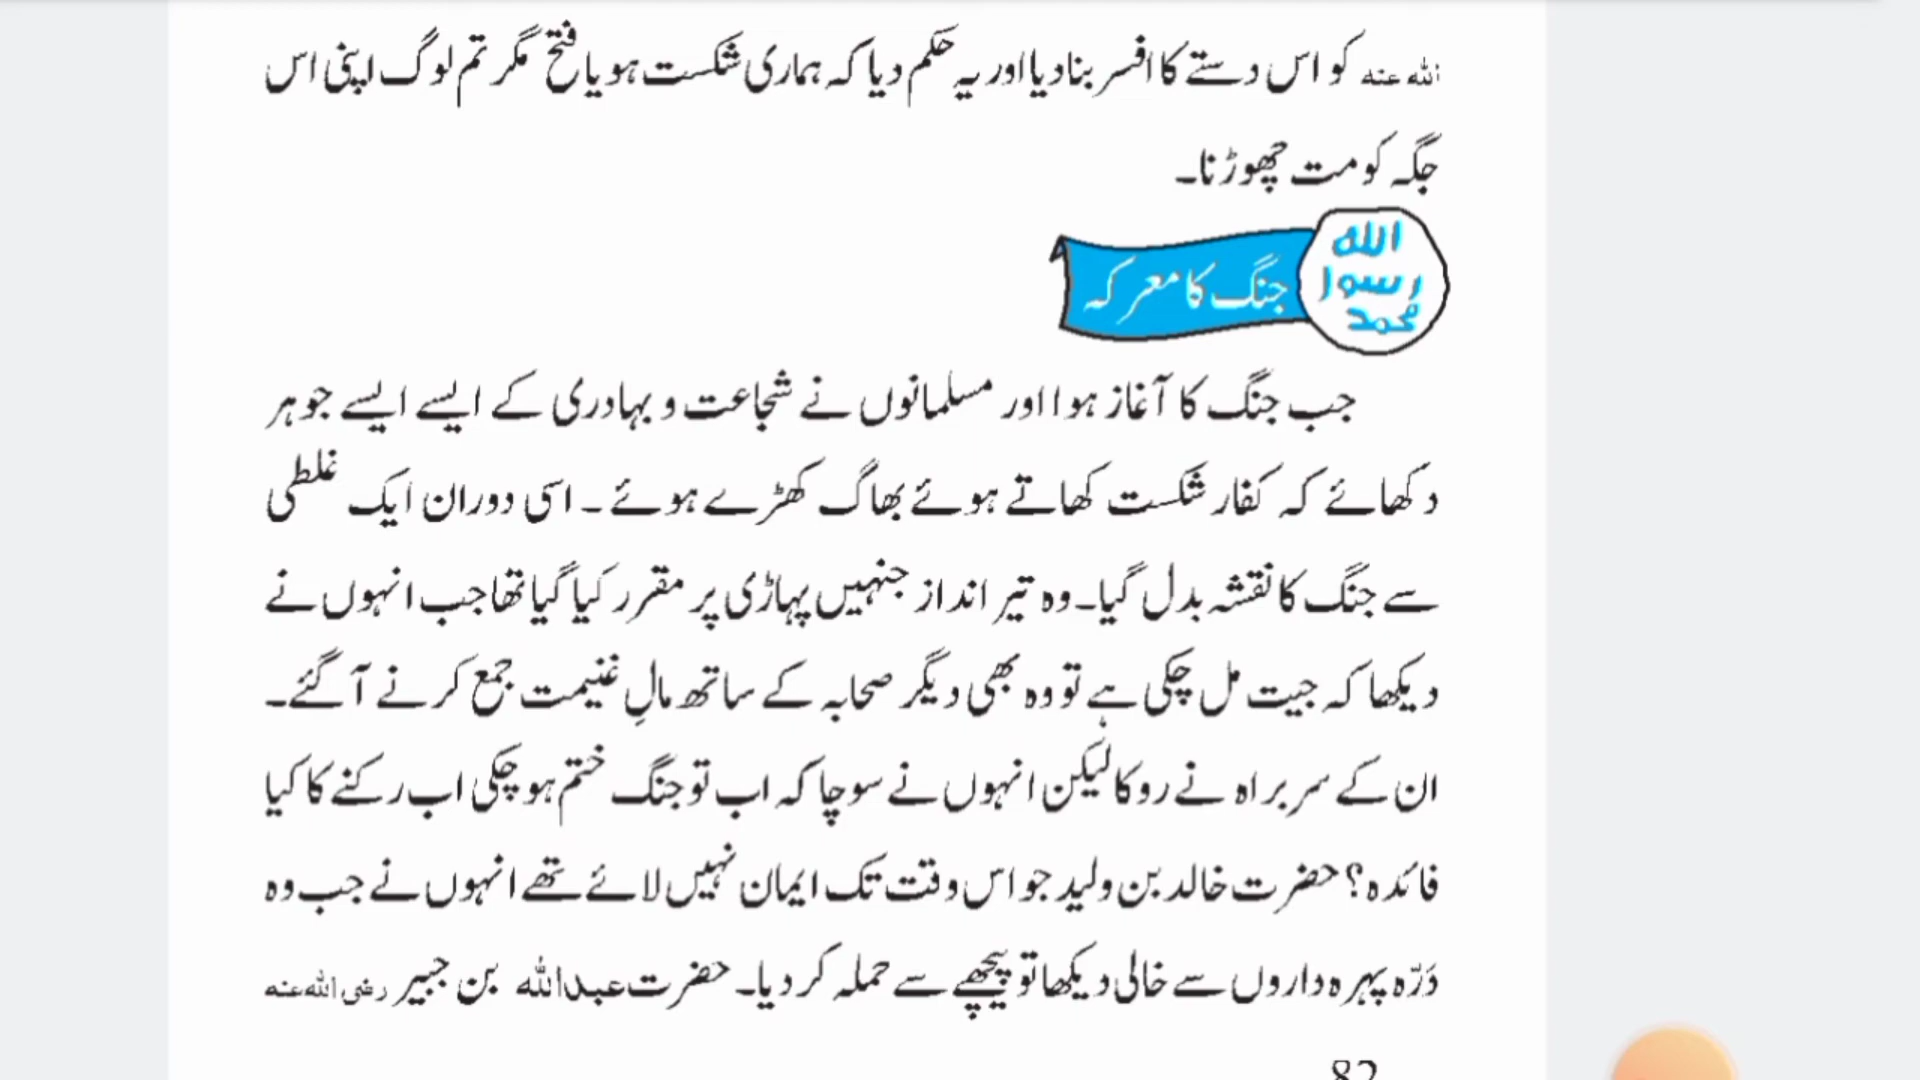 اللہ عنہ کو اس دستے کا افسر بنا دیا اور یہ حکم دیا کہ ہماری شکست ہو یا فتح مگر تم لوگ اپنی اس
جگہ کو مت چھوڑنا۔
الله
رسول
محمد
جنگ کا معرکہ
جب جنگ کا آغاز ہوا اور مسلمانوں نے شجاعت و بہادری کے ایسے ایسے جوہر
دکھائے کہ کفار شکست کھاتے ہوئے بھاگ کھڑے ہوئے ۔ اسی دوران ایک غلطی
سے جنگ کا نقشہ بدل گیا۔ وہ تیر انداز جنہیں پہاڑی پر مقرر کیا گیا تھا جب انہوں نے
دیکھا کہ جیت مل چکی ہے تو وہ بھی دیگر صحابہ کے ساتھ مالِ غنیمت جمع کرنے آگئے۔
ان کے سربراہ نے روکا لیکن انہوں نے سوچا کہ اب تو جنگ ختم ہو چکی اب رکنے کا کیا
فائدہ؟ حضرت خالد بن ولید جو اس وقت تک ایمان نہیں لائے تھے انہوں نے جب وہ
دَرّہ پہرہ داروں سے خالی دیکھا تو پیچھے سے حملہ کر دیا۔ حضرت عبداللہ بن جبیر رضی اللہ عنہ
82